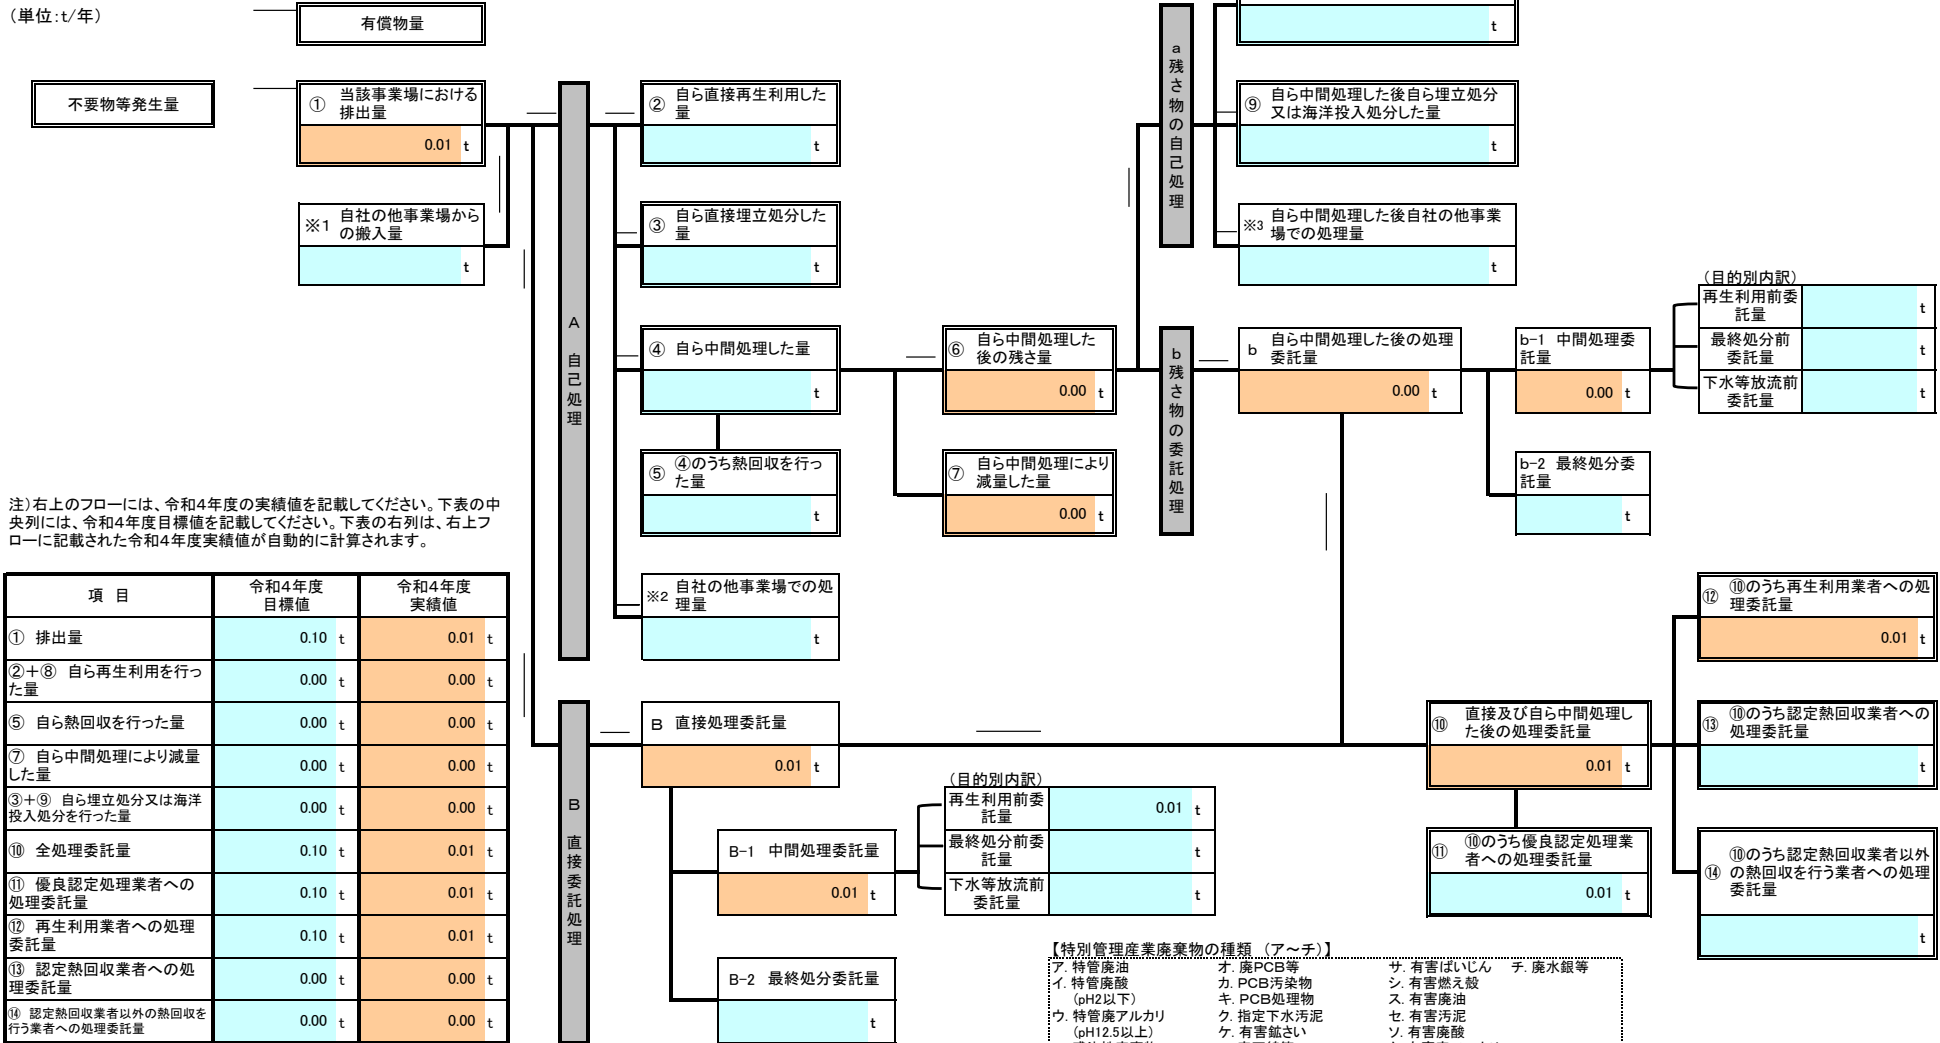 （単位：t/年）
有償物量
不要物等発生量
① 当該事業場における
排出量
0.01 t
※1 自社の他事業場から
の搬入量
t
A
自己処理
② 自ら直接再生利用した
量
t
③ 自ら直接埋立処分した
量
t
④ 自ら中間処理した量
t
⑤ ④のうち熱回収を行っ
た量
t
※2 自社の他事業場での処
理量
t
⑥ 自ら中間処理した
後の残さ量
0.00 t
⑦ 自ら中間処理により
減量した量
0.00 t
a
残さ物の自己処理
t
⑨ 自ら中間処理した後自ら埋立処分
又は海洋投入処分した量
t
※3 自ら中間処理した後自社の他事業
場での処理量
t
b
残さ物の委託処理
b 自ら中間処理した後の処理
委託量
0.00 t
b-1 中間処理委
託量
0.00 t
b-2 最終処分委
託量
t
（目的別内訳）
再生利用前委
託量
t
最終処分前
委託量
t
下水等放流前
委託量
t
注）右上のフローには、令和4年度の実績値を記載してください。下表の中
央列には、令和4年度目標値を記載してください。下表の右列は、右上フ
ローに記載された令和4年度実績値が自動的に計算されます。
項 目 令和4年度
目標値 令和4年度
実績値
① 排出量 0.10 t 0.01 t
②＋⑧ 自ら再生利用を行っ
た量 0.00 t 0.00 t
⑤ 自ら熱回収を行った量 0.00 t 0.00 t
⑦ 自ら中間処理により減量
した量 0.00 t 0.00 t
③＋⑨ 自ら埋立処分又は海洋
投入処分を行った量 0.00 t 0.00 t
⑩ 全処理委託量 0.10 t 0.01 t
⑪ 優良認定処理業者への
処理委託量 0.10 t 0.01 t
⑫ 再生利用業者への処理
委託量 0.10 t 0.01 t
⑬ 認定熱回収業者への処
理委託量 0.00 t 0.00 t
⑭ 認定熱回収業者以外の熱回収を
行う業者への処理委託量 0.00 t 0.00 t
B
直接委託処理
B 直接処理委託量
0.01 t
B-1 中間処理委託量
0.01 t
B-2 最終処分委託量
t
（目的別内訳）
再生利用前委
託量
0.01 t
最終処分前委
託量
t
下水等放流前
委託量
t
⑩ 直接及び自ら中間処理し
た後の処理委託量
0.01 t
⑪ ⑩のうち優良認定処理業
者への処理委託量
0.01 t
⑫ ⑩のうち再生利用業者への処
理委託量
0.01 t
⑬ ⑩のうち認定熱回収業者への
処理委託量
t
⑭ ⑩のうち認定熱回収業者以外
の熱回収を行う業者への処理
委託量
t
【特別管理産業廃棄物の種類 （ア～チ）】
ア．特管廃油 オ．廃PCB等 サ．有害ばいじん チ．廃水銀等
イ．特管廃酸 カ．PCB汚染物 シ．有害燃え殻
（pH2以下） キ．PCB処理物 ス．有害廃油
ウ．特管廃アルカリ ク．指定下水汚泥 セ．有害汚泥
（pH12.5以上） ケ．有害鉱さい ソ．有害廃酸